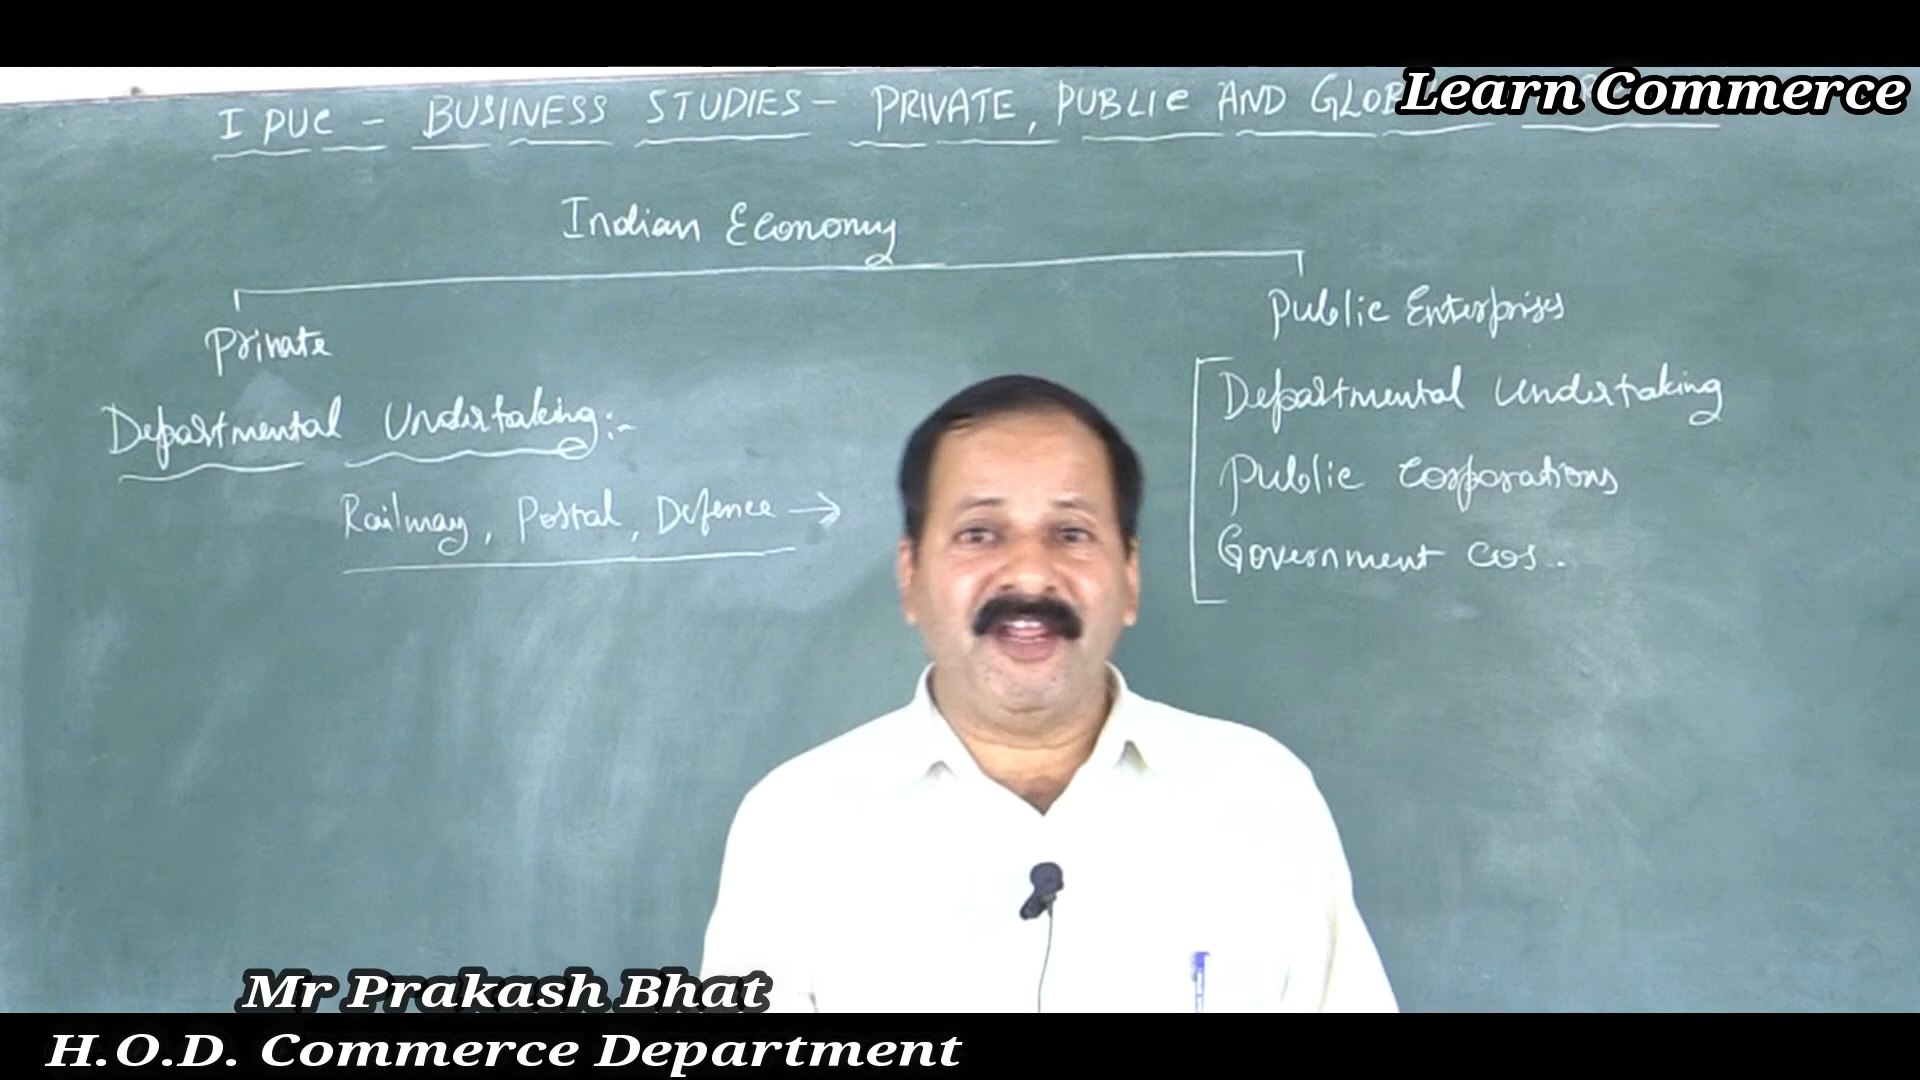 I PUC - BUSINESS STUDIES - PRIVATE, PUBLIC AND
Learn Commerce
Indian Economy
Private
Public Enterprises
Departmental Undertaking:-
Departmental Undertaking
Railway, Postal, Defence →
Public Corporations
Government Cos..
Mr Prakash Bhat
H.O.D. Commerce Department